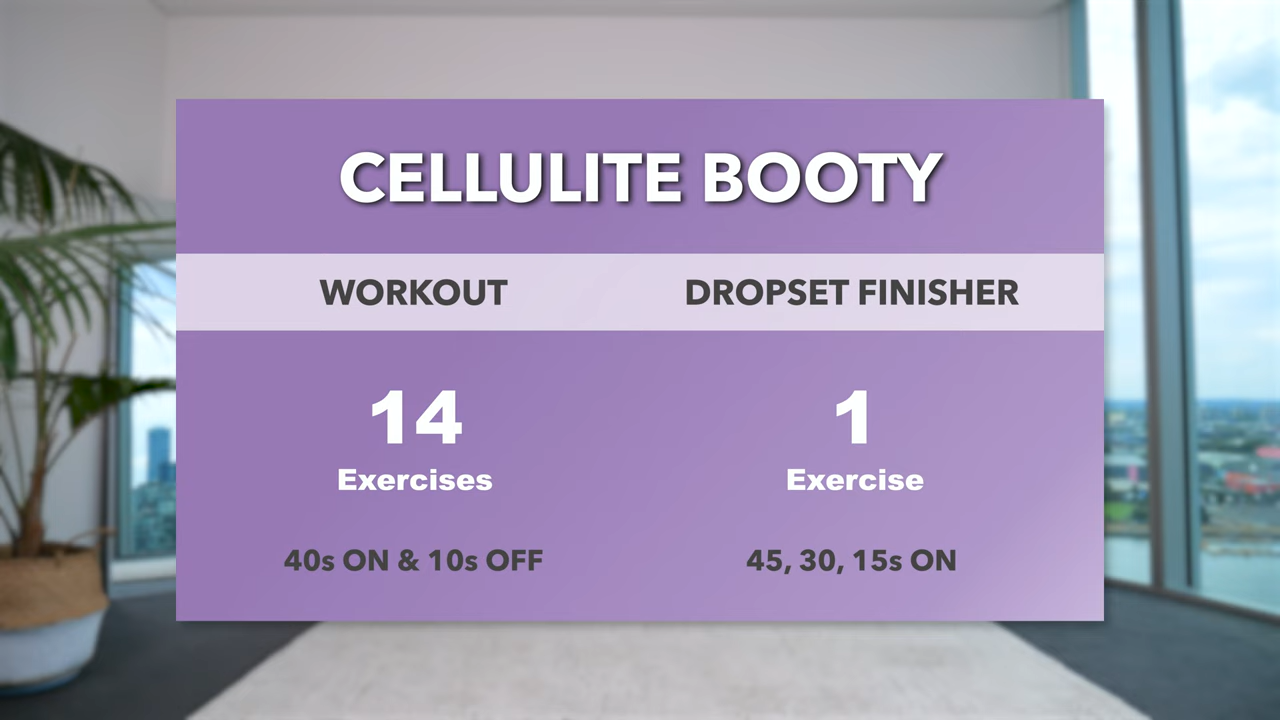 CELLULITE BOOTY
WORKOUT
DROPSET FINISHER
14
Exercises
40s ON & 10s OFF
1
Exercise
45, 30, 15s ON